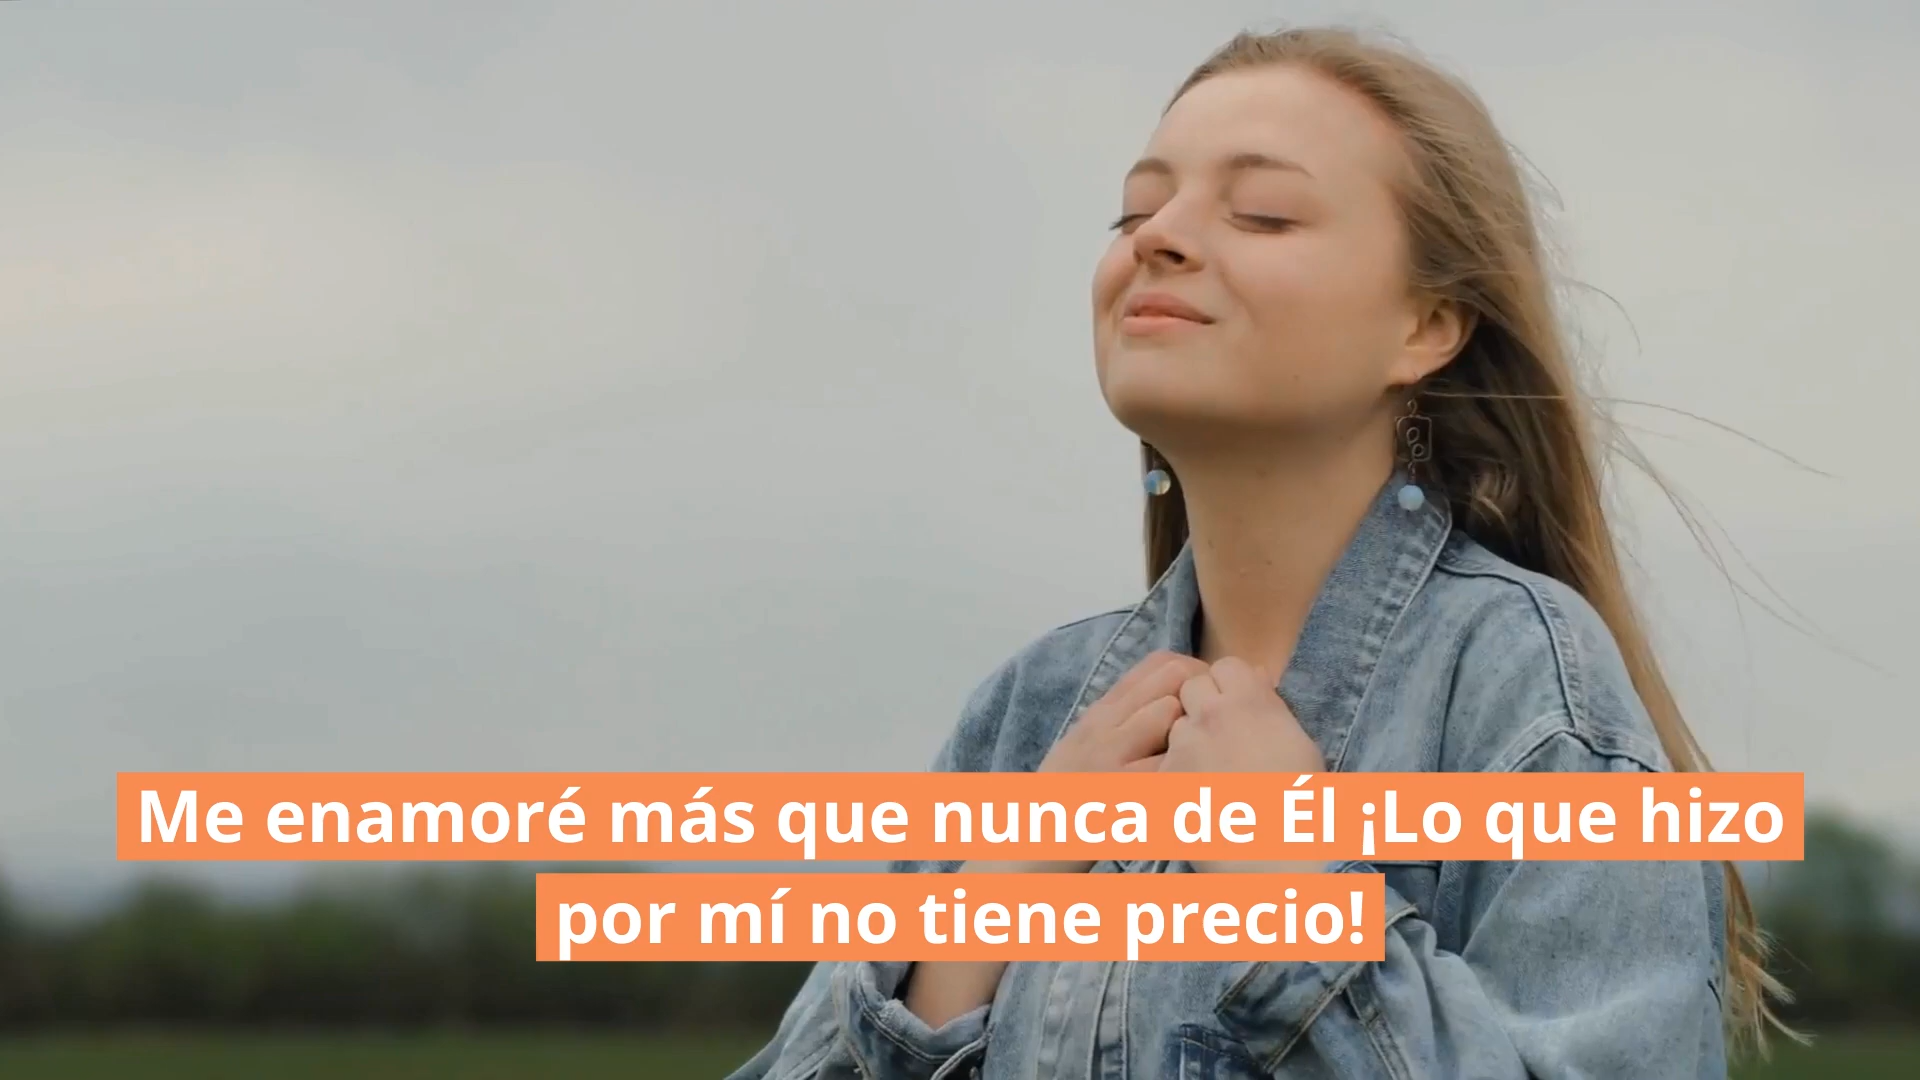 Me enamoré más que nunca de Él ¡Lo que hizo
por mí no tiene precio!